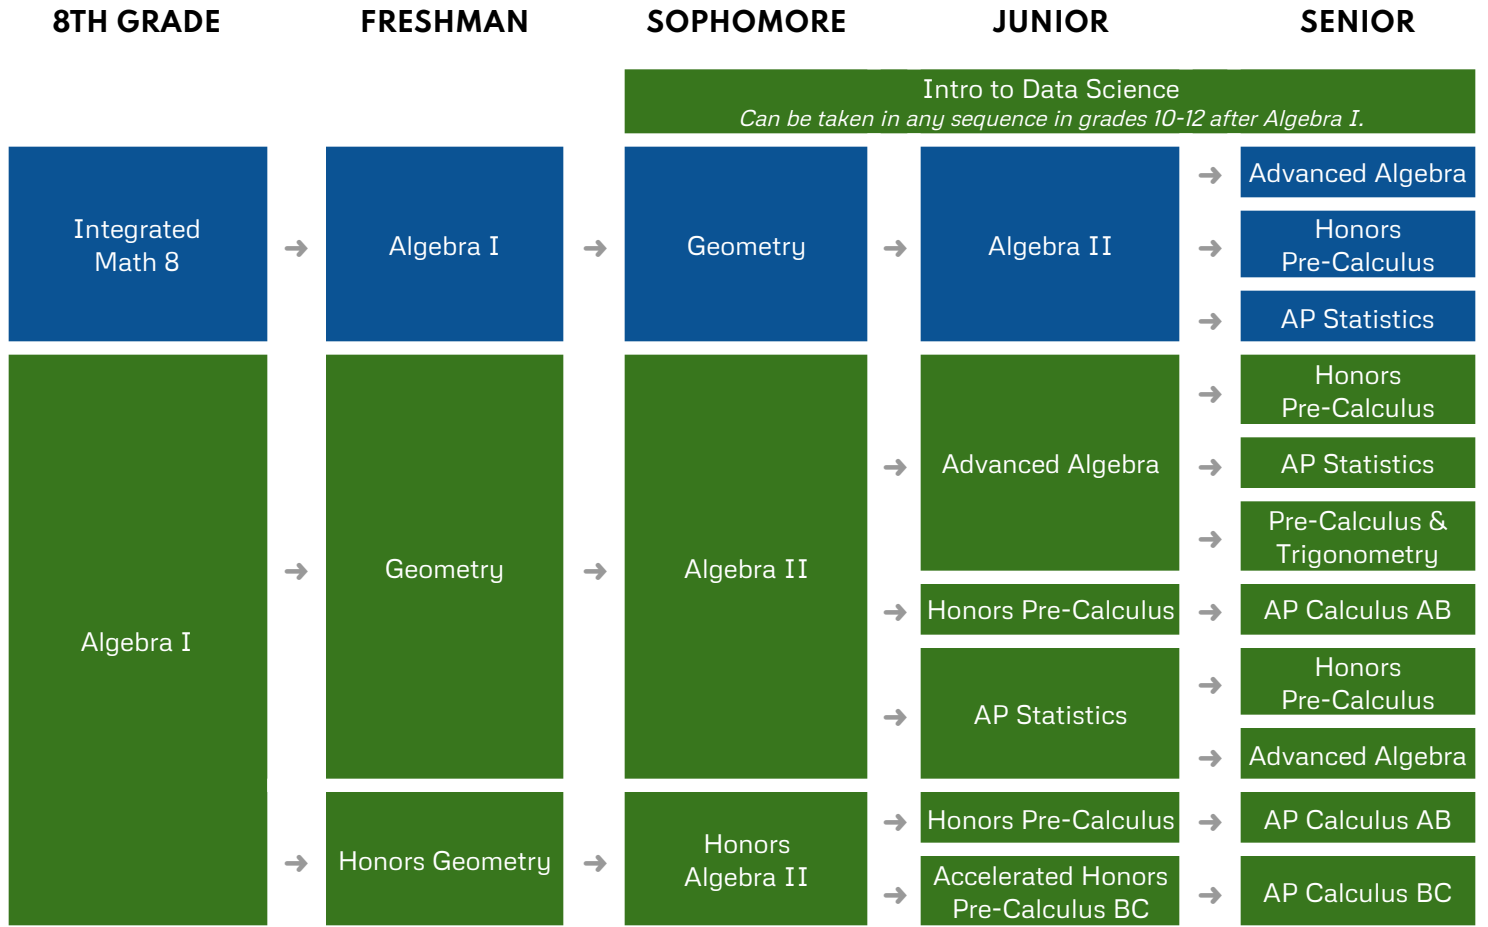 8TH GRADE
FRESHMAN
SOPHOMORE
JUNIOR
SENIOR
Intro to Data Science
Can be taken in any sequence in grades 10-12 after Algebra I.
Integrated
Math 8
Algebra I
Geometry
Algebra II
Advanced Algebra
Honors
Pre-Calculus
AP Statistics
Algebra I
Geometry
Algebra II
Advanced Algebra
Honors
Pre-Calculus
AP Statistics
Pre-Calculus &
Trigonometry
Honors Pre-Calculus
AP Calculus AB
AP Statistics
Honors
Pre-Calculus
Advanced Algebra
Honors Geometry
Honors
Algebra II
Honors Pre-Calculus
AP Calculus AB
Accelerated Honors
Pre-Calculus BC
AP Calculus BC